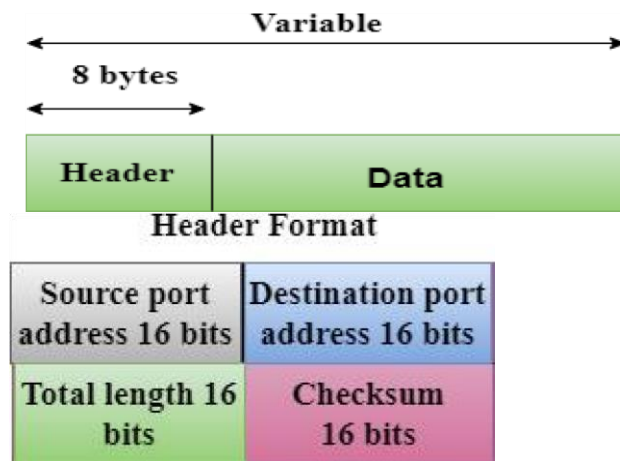 Variable
8 bytes
Header
Data
Header Format
Source port
address 16 bits
Destination port
address 16 bits
Total length 16
bits
Checksum
16 bits